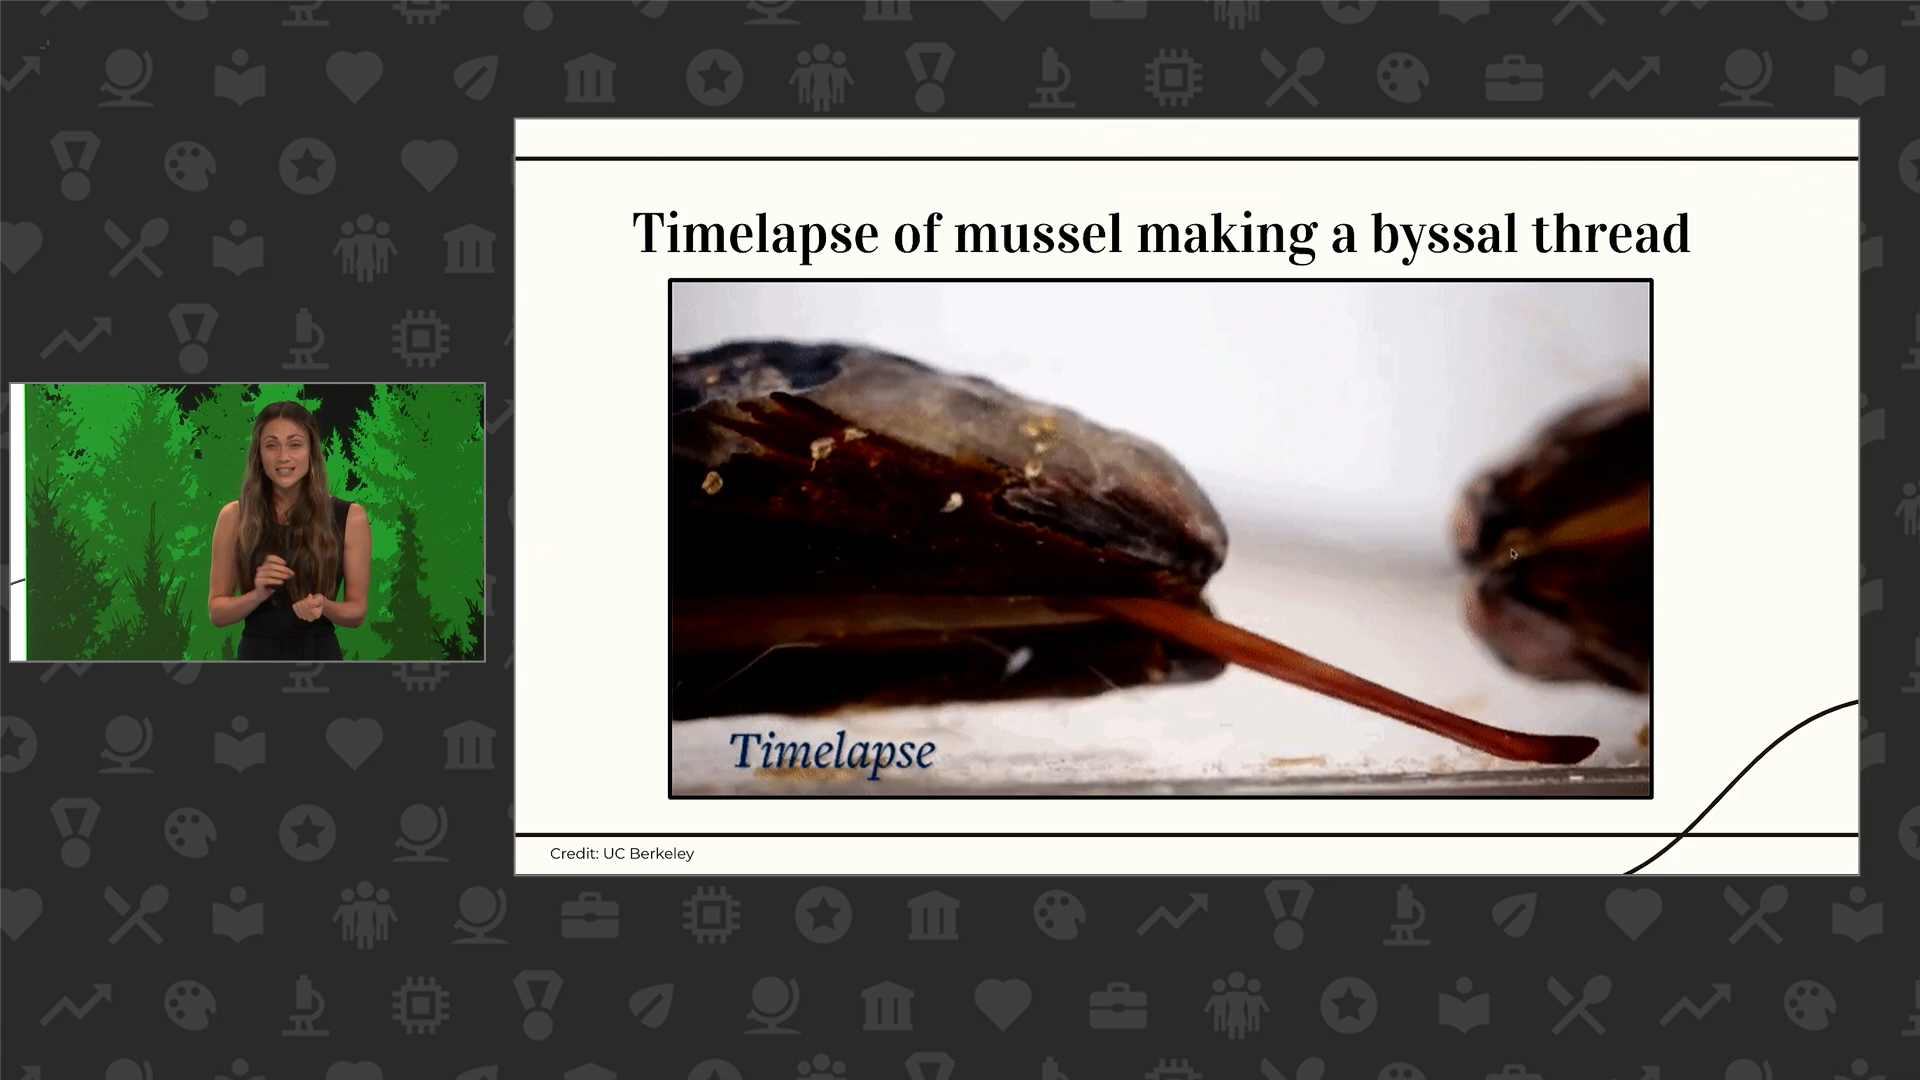 Timelapse of mussel making a byssal thread
Timelapse
Credit: UC Berkeley